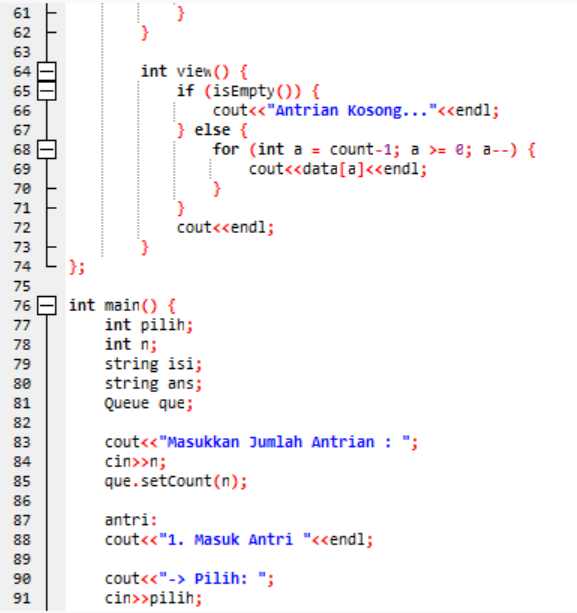 61 }
62 }
63
64 int view() {
65 if (isEmpty()) {
66 cout<<"Antrian Kosong..."<<endl;
67 } else {
68 for (int a = count-1; a >= 0; a--) {
69 cout<<data[a]<<endl;
70 }
71 }
72 cout<<endl;
73 }
74 };
75
76 int main() {
77 int pilih;
78 int n;
79 string isi;
80 string ans;
81 Queue que;
82
83 cout<<"Masukkan Jumlah Antrian : ";
84 cin>>n;
85 que.setCount(n);
86
87 antri:
88 cout<<"1. Masuk Antri "<<endl;
89
90 cout<<"-> Pilih: ";
91 cin>>pilih;